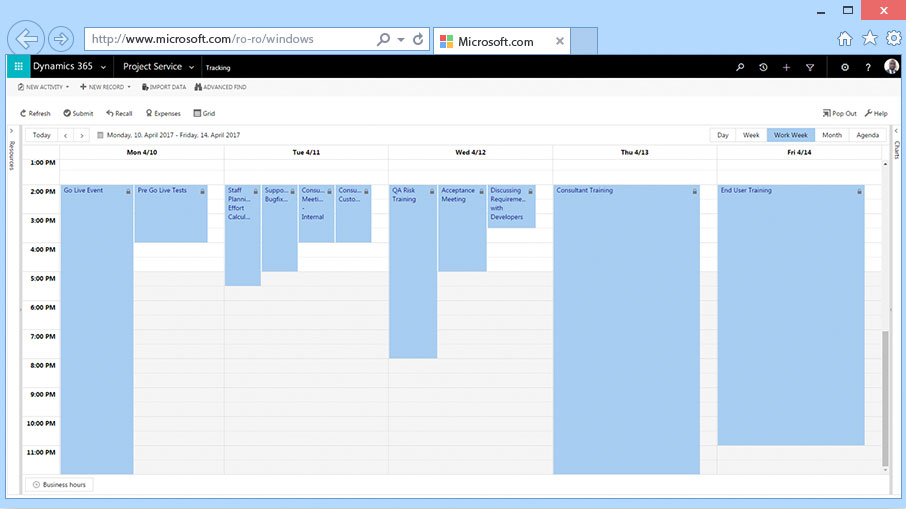 http://www.microsoft.com/ro-ro/windows
Microsoft.com
Dynamics 365
Project Service
Tracking
NEW ACTIVITY
NEW RECORD
IMPORT DATA
ADVANCED FIND
Refresh
Submit
Recall
Expenses
Grid
Pop Out
Help
Resources
Today
Monday, 10. April 2017 - Friday, 14. April 2017
Day
Week
Work Week
Month
Agenda
Charts
Mon 4/10
Tue 4/11
Wed 4/12
Thu 4/13
Fri 4/14
1:00 PM
2:00 PM
3:00 PM
4:00 PM
5:00 PM
6:00 PM
7:00 PM
8:00 PM
9:00 PM
10:00 PM
11:00 PM
Go Live Event
Pre Go Live Tests
Staff
Planni...
Effort
Calcul...
Suppo...
Bugfix...
Consu...
Meeti...
-
Internal
Consu...
Custo...
QA Risk
Training
Acceptance
Meeting
Discussing
Requireme...
with
Developers
Consultant Training
End User Training
Business hours